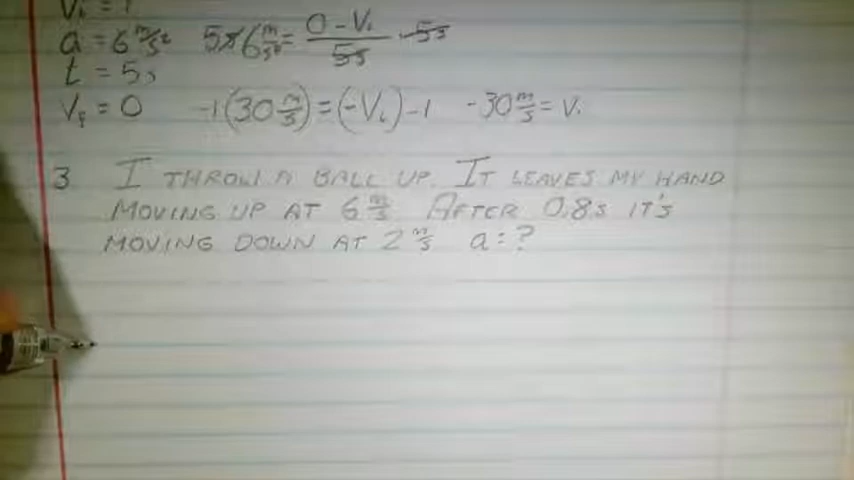 a = 6 m/s² 5s · 6 m/s² = (0 - Vi)/5s · 5s
t = 5s
Vf = 0 -1(30 m/s) = (-Vi) -1 -30 m/s = Vi
3 I THROW A BALL UP. IT LEAVES MY HAND
MOVING UP AT 6 m/s. AFTER 0.8s IT'S
MOVING DOWN AT 2 m/s a = ?